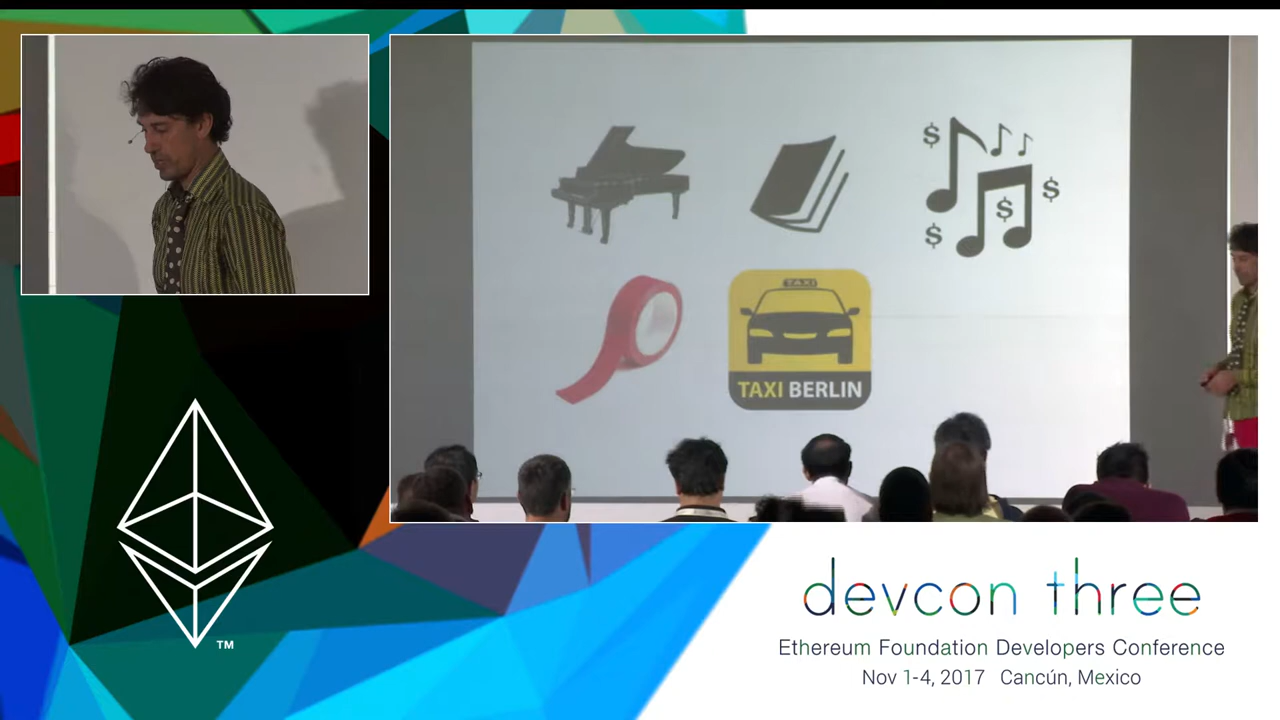 $
$
$
$
TAXI
TAXI BERLIN
TM
devcon three
Ethereum Foundation Developers Conference
Nov 1-4, 2017 Cancún, Mexico